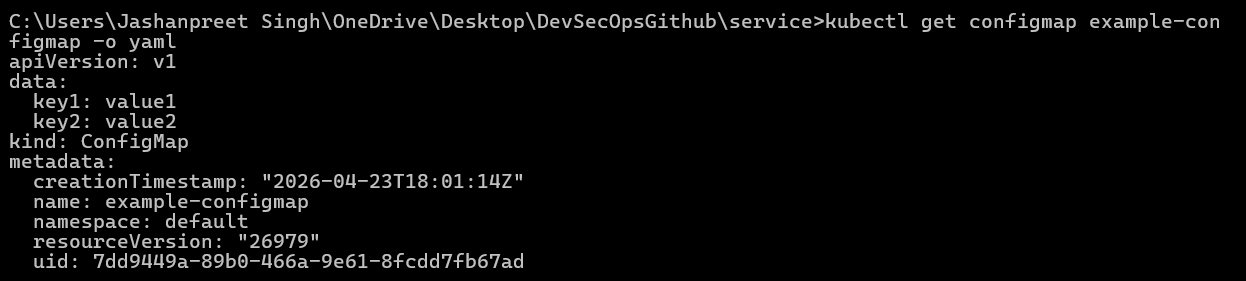 C:\Users\Jashanpreet Singh\OneDrive\Desktop\DevSecOpsGithub\service>kubectl get configmap example-con
figmap -o yaml
apiVersion: v1
data:
  key1: value1
  key2: value2
kind: ConfigMap
metadata:
  creationTimestamp: "2026-04-23T18:01:14Z"
  name: example-configmap
  namespace: default
  resourceVersion: "26979"
  uid: 7dd9449a-89b0-466a-9e61-8fcdd7fb67ad